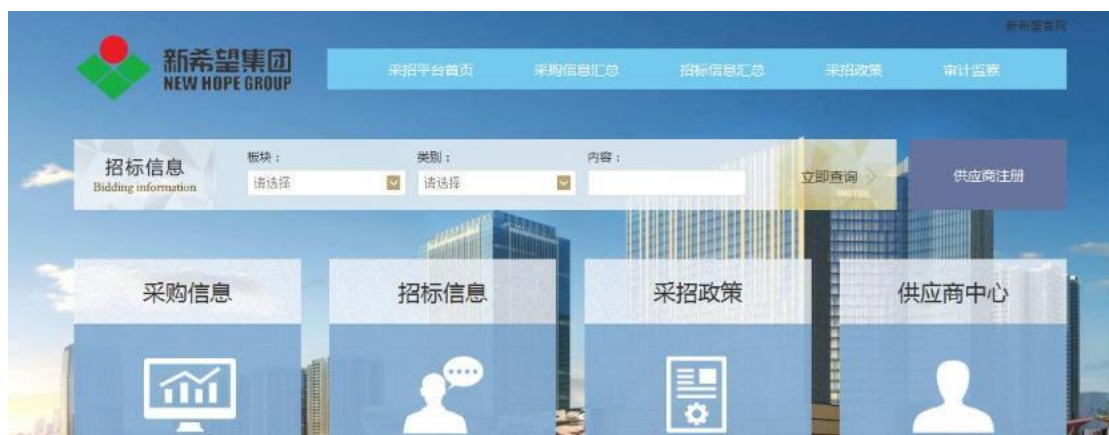 新希望官网
新希望集团
NEW HOPE GROUP
采招平台首页 采购信息汇总 招标信息汇总 采招政策 审计监察
招标信息
Bidding information
板块： 类别： 内容：
请选择 请选择
立即查询
供应商注册
HOTEL
采购信息 招标信息 采招政策 供应商中心